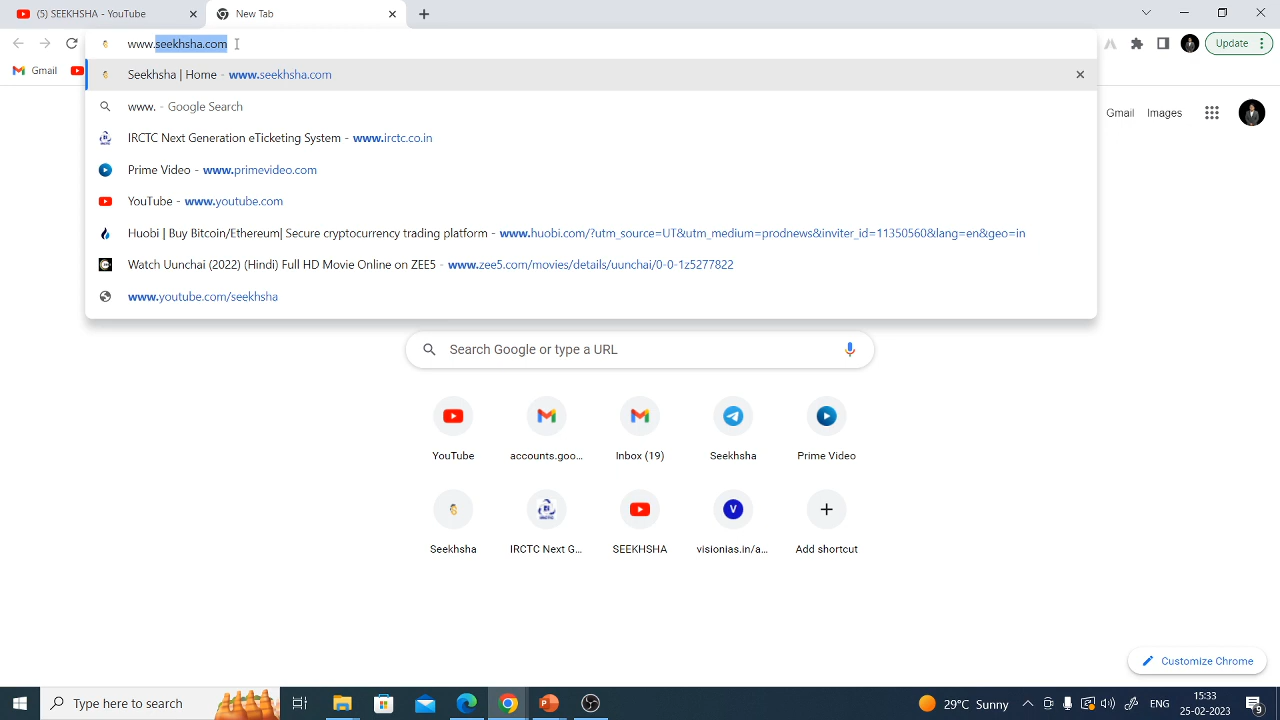 (5) SEEKHSHA - YouTube
New Tab
www.seekhsha.com
Update
Gmail
Seekhsha | Home - www.seekhsha.com
www. - Google Search
IRCTC Next Generation eTicketing System - www.irctc.co.in
Prime Video - www.primevideo.com
YouTube - www.youtube.com
Huobi | Buy Bitcoin/Ethereum| Secure cryptocurrency trading platform - www.huobi.com/?utm_source=UT&utm_medium=prodnews&inviter_id=11350560&lang=en&geo=in
Watch Uunchai (2022) (Hindi) Full HD Movie Online on ZEE5 - www.zee5.com/movies/details/uunchai/0-0-1z5277822
www.youtube.com/seekhsha
Gmail Images
Search Google or type a URL
YouTube accounts.goo... Inbox (19) Seekhsha Prime Video
Seekhsha IRCTC Next G... SEEKHSHA visionias.in/a... Add shortcut
Customize Chrome
Type here to search
29°C Sunny
ENG
15:33
25-02-2023